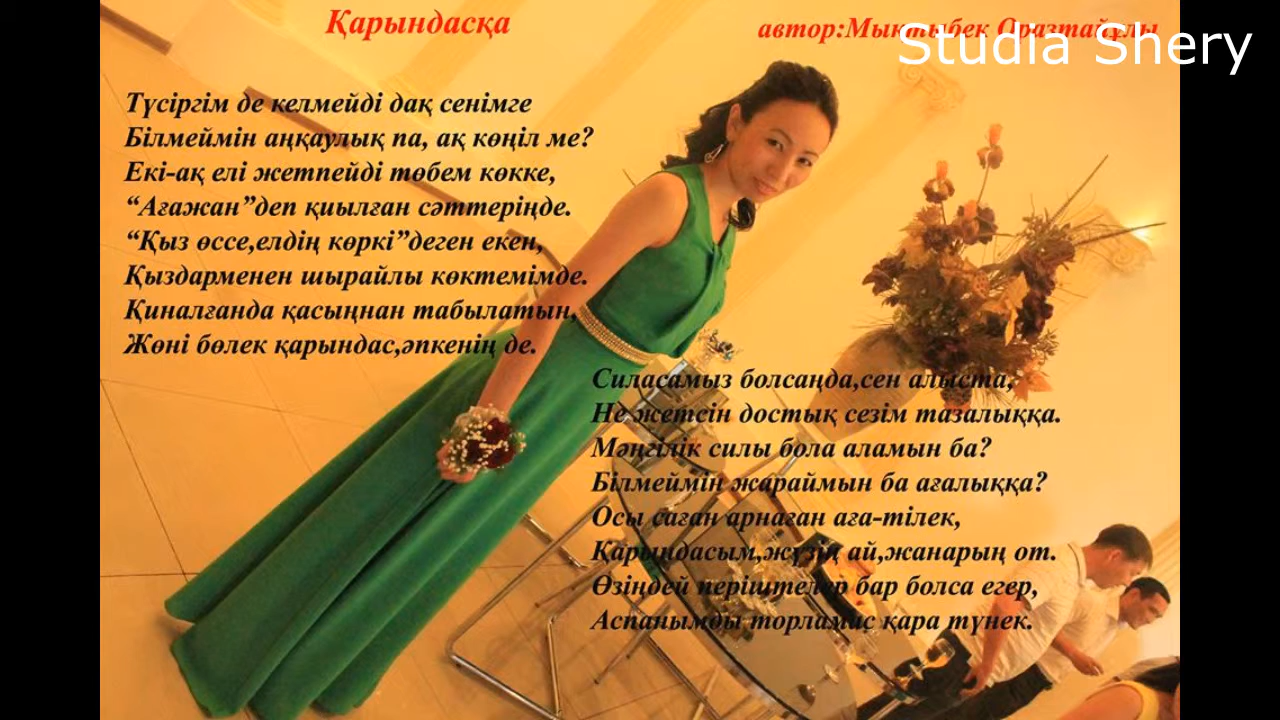 Қарындасқа
автор:Мықтыбек Оразтайұлы
Studia Shery
Түсіргім де келмейді дақ сенімге
Білмеймін аңқаулық па, ақ көңіл ме?
Екі-ақ елі жетпейді төбем көкке,
“Ағажан”деп қиылған сәттеріңде.
“Қыз өссе,елдің көркі”деген екен,
Қыздарменен шырайлы көктемімде.
Қиналғанда қасыңнан табылатын,
Жөні бөлек қарындас,әпкенің де.
Силасамыз болсаңда,сен алыста,
Не жетсін достық сезім тазалыққа.
Мәңгілік силы бола аламын ба?
Білмеймін жараймын ба ағалыққа?
Осы саған арнаған аға-тілек,
Қарындасым,жүзің ай,жанарың от.
Өзіңдей періштелер бар болса егер,
Аспанымды торламас қара түнек.